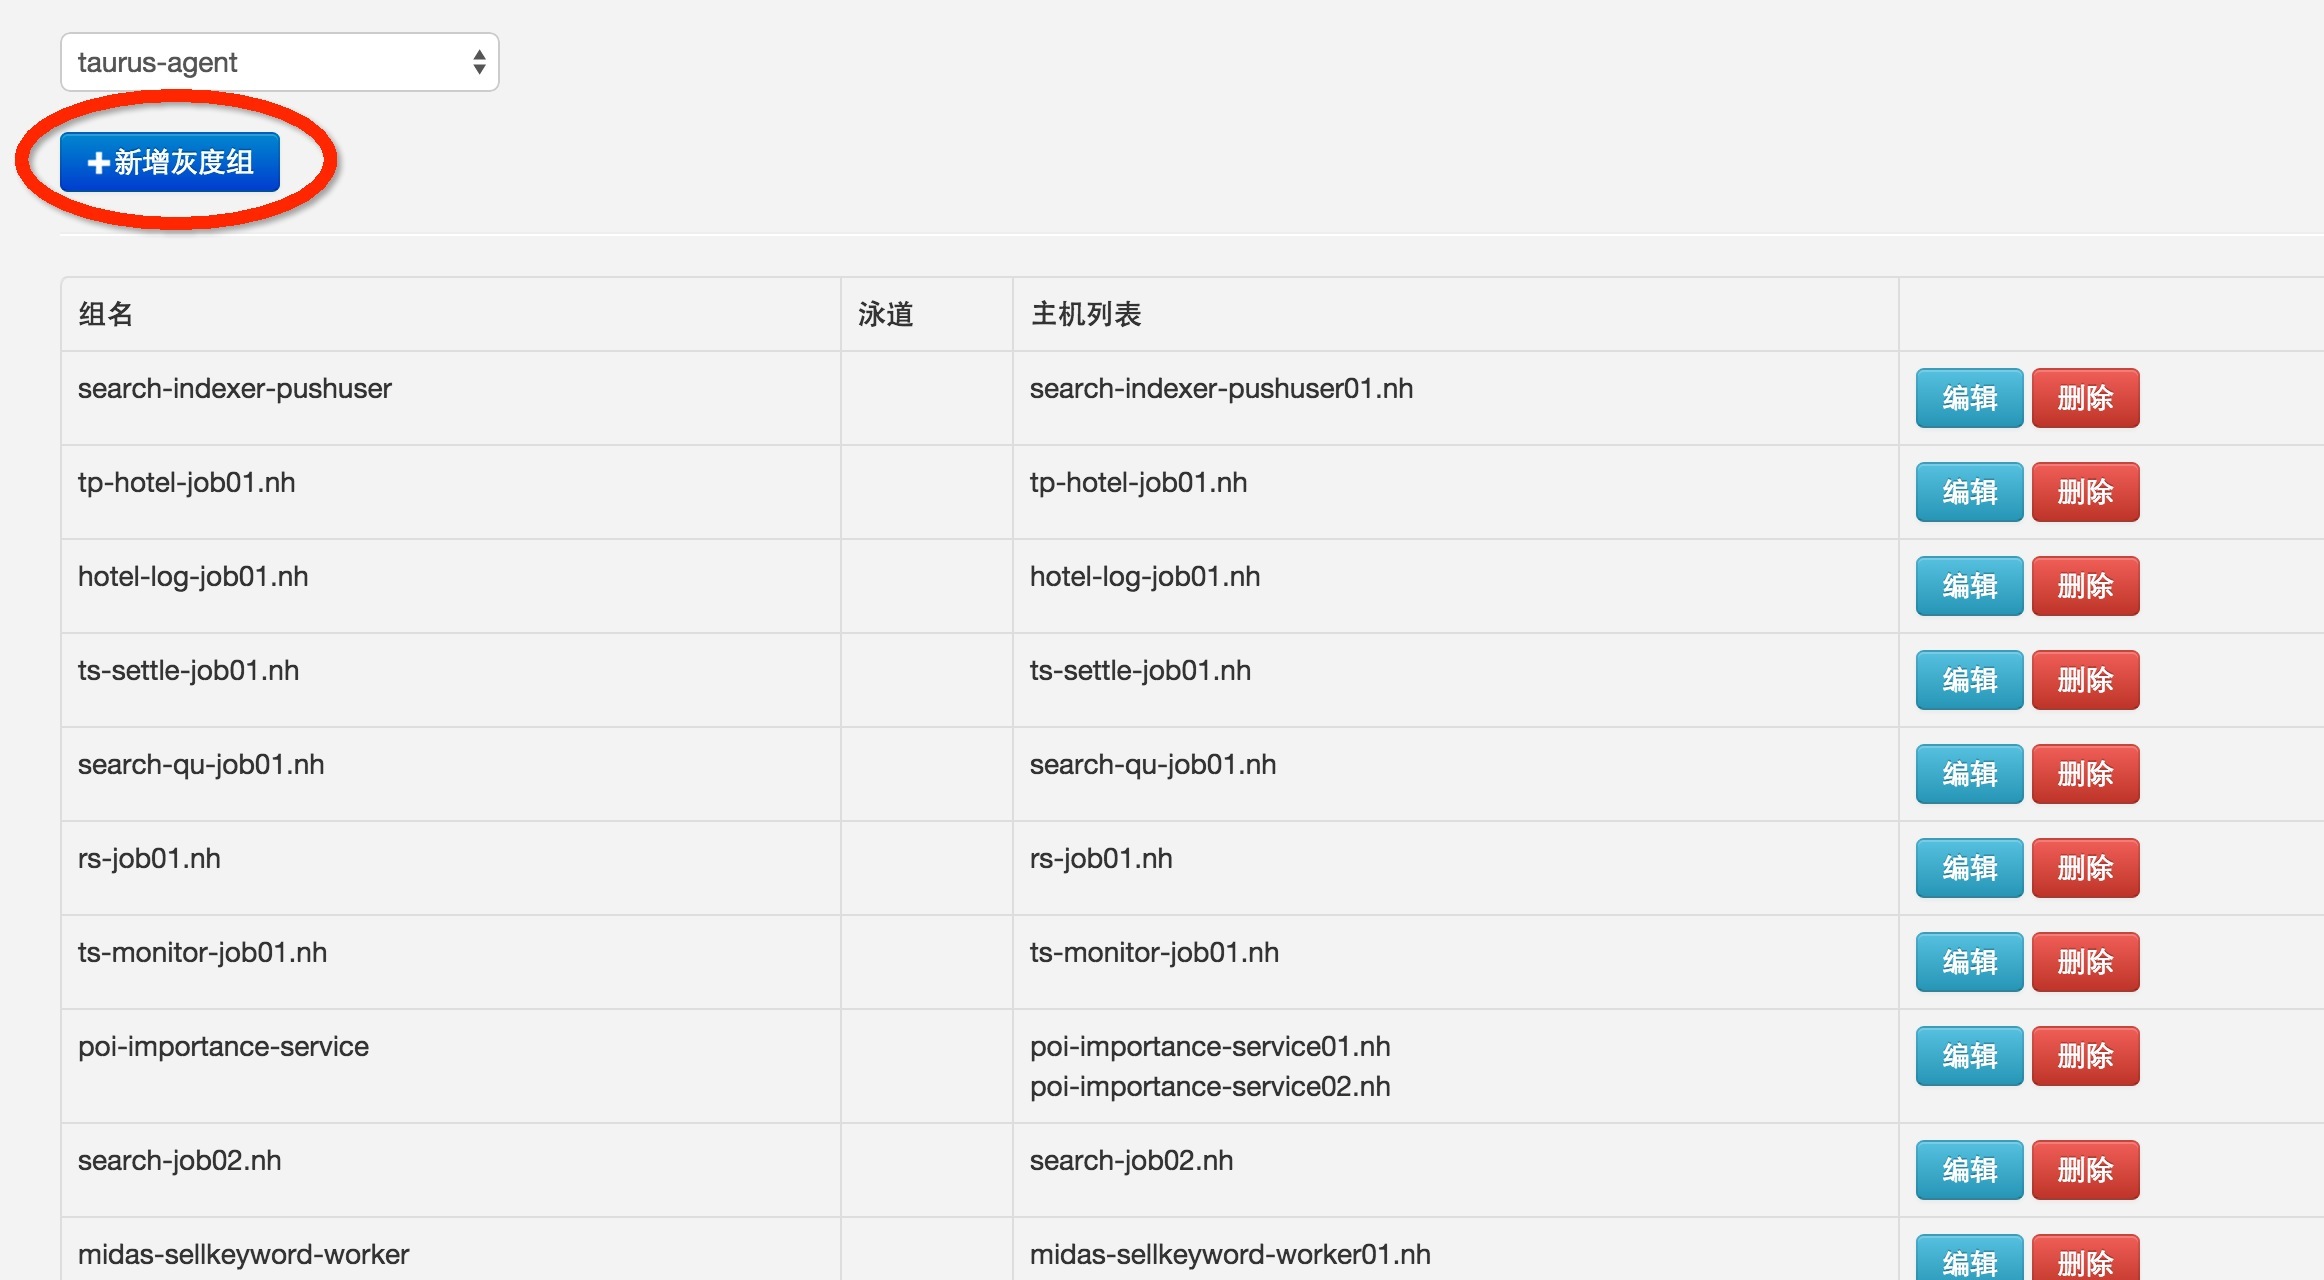 taurus-agent
新增灰度组
组名 泳道 主机列表
search-indexer-pushuser search-indexer-pushuser01.nh 编辑 删除
tp-hotel-job01.nh tp-hotel-job01.nh 编辑 删除
hotel-log-job01.nh hotel-log-job01.nh 编辑 删除
ts-settle-job01.nh ts-settle-job01.nh 编辑 删除
search-qu-job01.nh search-qu-job01.nh 编辑 删除
rs-job01.nh rs-job01.nh 编辑 删除
ts-monitor-job01.nh ts-monitor-job01.nh 编辑 删除
poi-importance-service poi-importance-service01.nh 编辑 删除
poi-importance-service02.nh
search-job02.nh search-job02.nh 编辑 删除
midas-sellkeyword-worker midas-sellkeyword-worker01.nh 编辑 删除